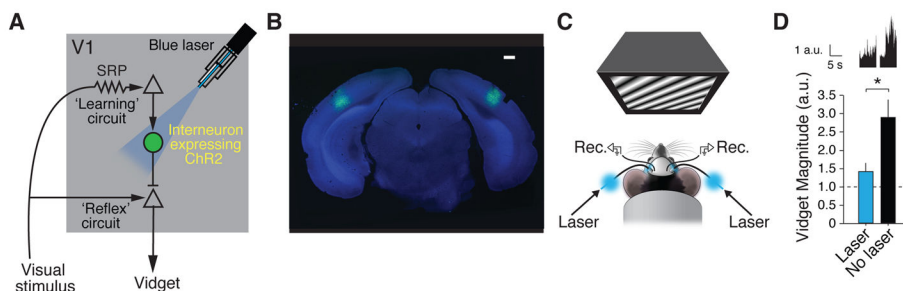 A
V1
Blue laser
SRP
'Learning'
circuit
Interneuron
expressing
ChR2
'Reflex'
circuit
Visual
stimulus
Vidget
B
C
Rec.
Rec.
Laser
Laser
D
1 a.u.
5 s
*
Vidget Magnitude (a.u.)
3.5
3.0
2.5
2.0
1.5
1.0
0.5
0
Laser
No laser